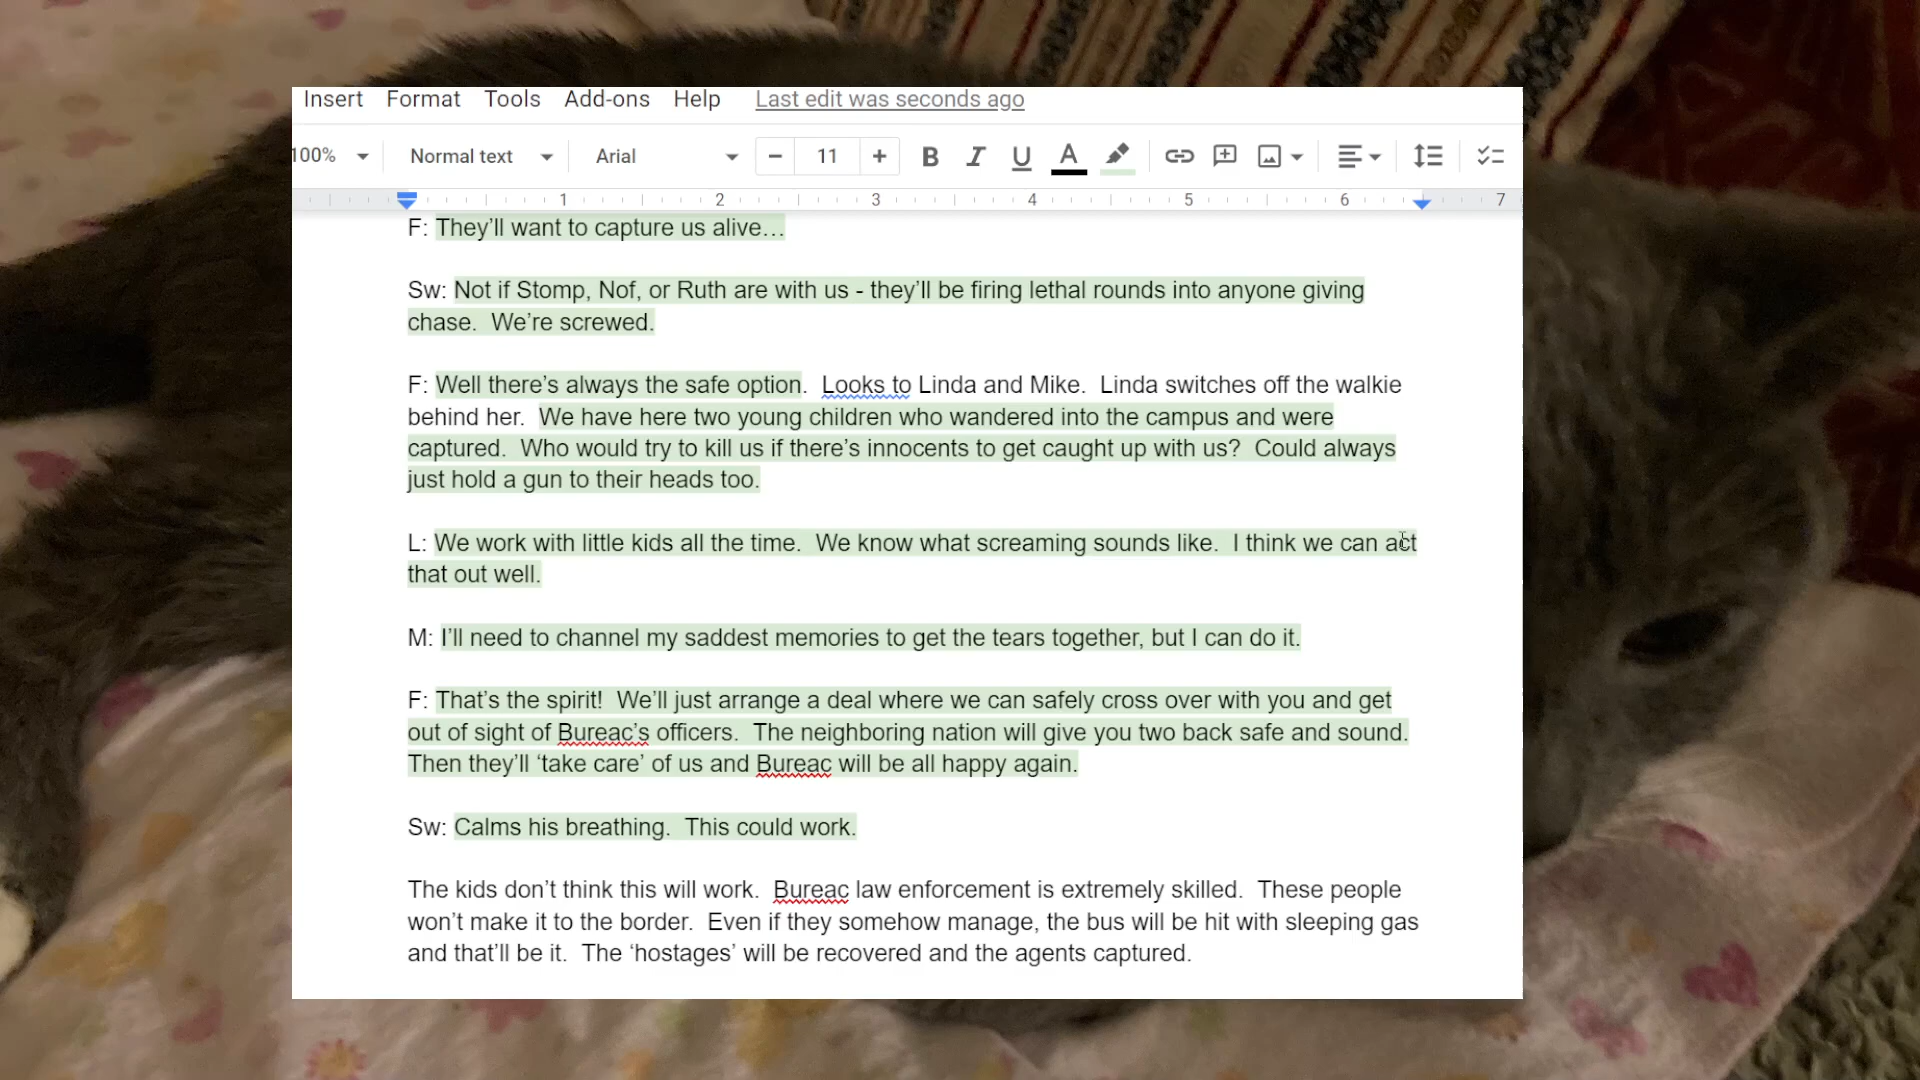 Insert Format Tools Add-ons Help Last edit was seconds ago
100% Normal text Arial − 11 + B I U A
1 2 3 4 5 6 7
F: They’ll want to capture us alive…
Sw: Not if Stomp, Nof, or Ruth are with us - they’ll be firing lethal rounds into anyone giving
chase.  We’re screwed.
F: Well there’s always the safe option.  Looks to Linda and Mike.  Linda switches off the walkie
behind her.  We have here two young children who wandered into the campus and were
captured.  Who would try to kill us if there’s innocents to get caught up with us?  Could always
just hold a gun to their heads too.
L: We work with little kids all the time.  We know what screaming sounds like.  I think we can act
that out well.
M: I’ll need to channel my saddest memories to get the tears together, but I can do it.
F: That’s the spirit!  We’ll just arrange a deal where we can safely cross over with you and get
out of sight of Bureac’s officers.  The neighboring nation will give you two back safe and sound.
Then they’ll ‘take care’ of us and Bureac will be all happy again.
Sw: Calms his breathing.  This could work.
The kids don’t think this will work.  Bureac law enforcement is extremely skilled.  These people
won’t make it to the border.  Even if they somehow manage, the bus will be hit with sleeping gas
and that’ll be it.  The ‘hostages’ will be recovered and the agents captured.